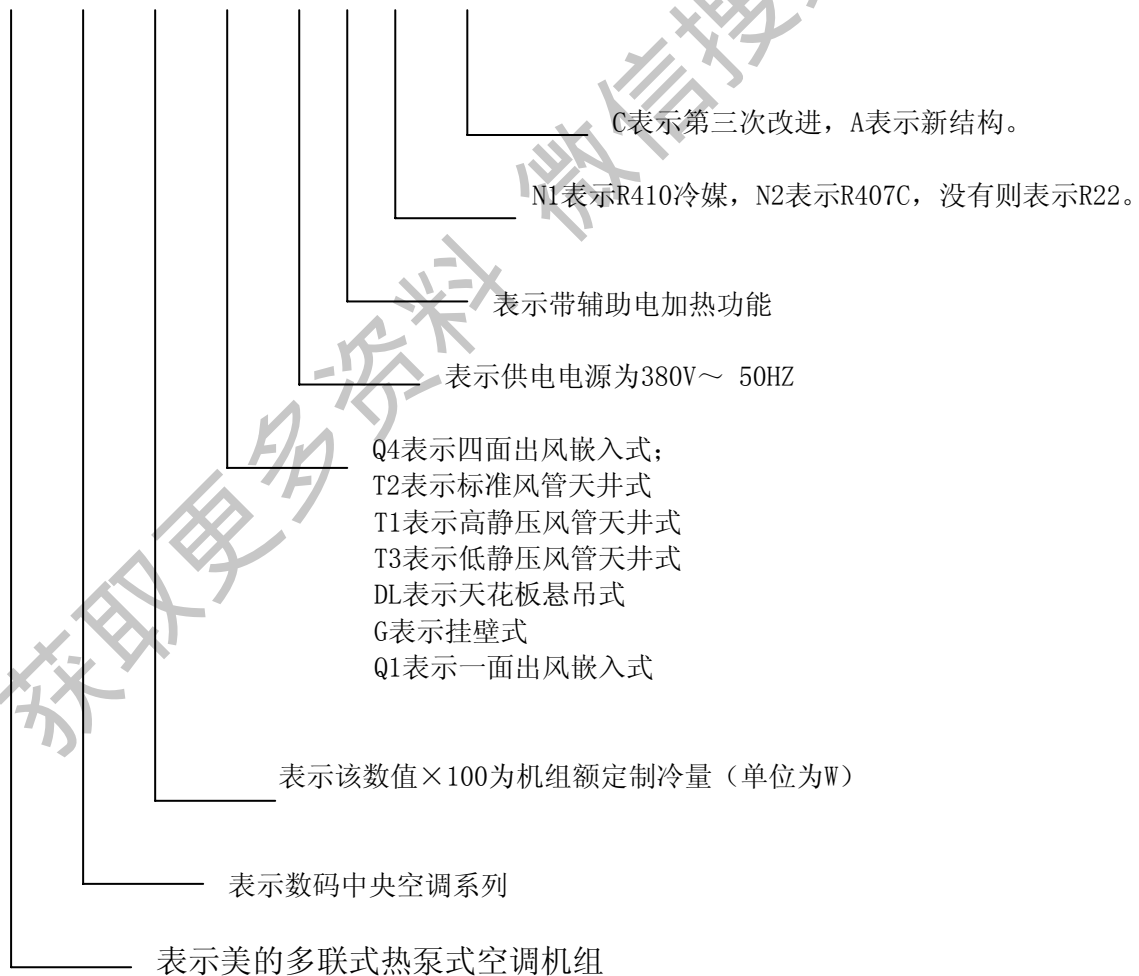 C表示第三次改进，A表示新结构。
N1表示R410冷媒，N2表示R407C，没有则表示R22。
表示带辅助电加热功能
表示供电电源为380V～ 50HZ
Q4表示四面出风嵌入式；
T2表示标准风管天井式
T1表示高静压风管天井式
T3表示低静压风管天井式
DL表示天花板悬吊式
G表示挂壁式
Q1表示一面出风嵌入式
表示该数值×100为机组额定制冷量（单位为W）
表示数码中央空调系列
表示美的多联式热泵式空调机组
获取更多资料 微信搜